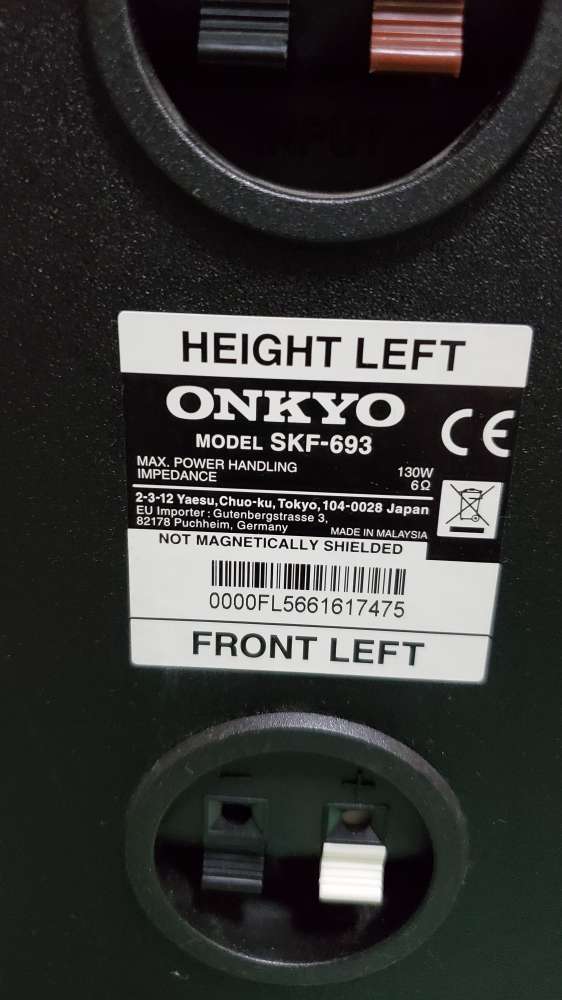 INPUT
HEIGHT LEFT
ONKYO
MODEL SKF-693
CE
MAX. POWER HANDLING 130W
IMPEDANCE 6Ω
2-3-12 Yaesu,Chuo-ku,Tokyo,104-0028 Japan
EU Importer : Gutenbergstrasse 3,
82178 Puchheim, Germany
MADE IN MALAYSIA
NOT MAGNETICALLY SHIELDED
0000FL5661617475
FRONT LEFT
− +